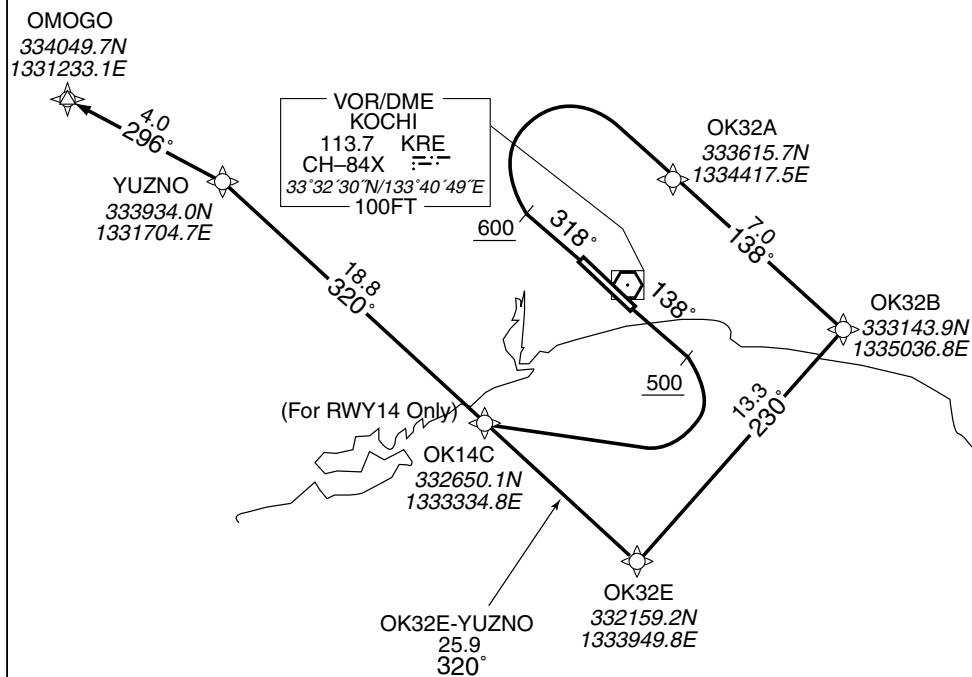 OMOGO
334049.7N
1331233.1E
4.0
296°
YUZNO
333934.0N
1331704.7E
VOR/DME
KOCHI
113.7 KRE
CH–84X
33°32´30˝N/133°40´49˝E
100FT
OK32A
333615.7N
1334417.5E
7.0
138°
600
318°
138°
OK32B
333143.9N
1335036.8E
18.8
320°
500
13.3
230°
(For RWY14 Only)
OK14C
332650.1N
1333334.8E
OK32E
332159.2N
1333949.8E
OK32E-YUZNO
25.9
320°